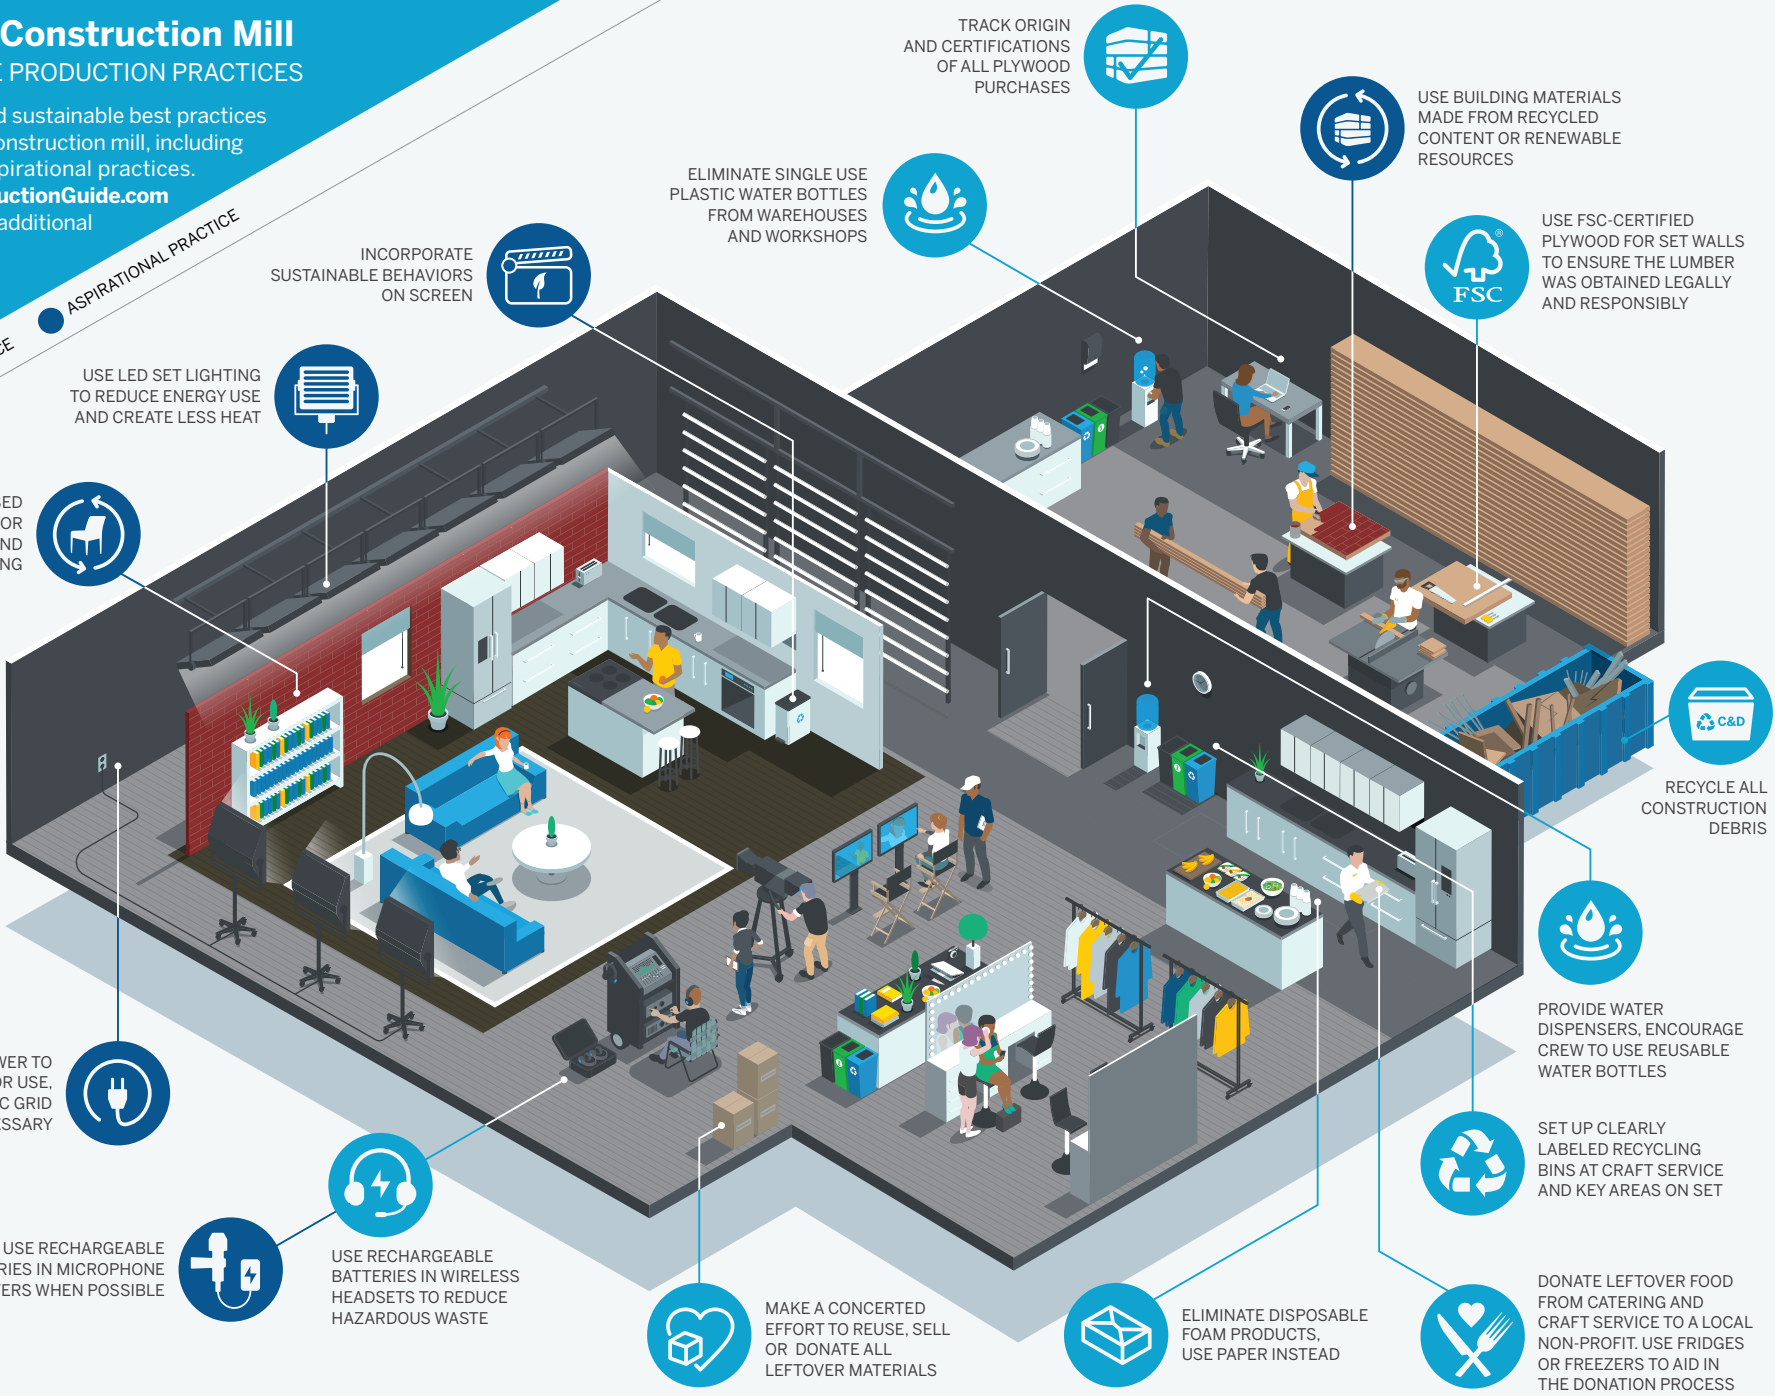 Construction Mill
E PRODUCTION PRACTICES
d sustainable best practices
onstruction mill, including
pirational practices.
uctionGuide.com
additional
CE
ASPIRATIONAL PRACTICE
TRACK ORIGIN
AND CERTIFICATIONS
OF ALL PLYWOOD
PURCHASES
USE BUILDING MATERIALS
MADE FROM RECYCLED
CONTENT OR RENEWABLE
RESOURCES
ELIMINATE SINGLE USE
PLASTIC WATER BOTTLES
FROM WAREHOUSES
AND WORKSHOPS
USE FSC-CERTIFIED
PLYWOOD FOR SET WALLS
TO ENSURE THE LUMBER
WAS OBTAINED LEGALLY
AND RESPONSIBLY
®
FSC
INCORPORATE
SUSTAINABLE BEHAVIORS
ON SCREEN
USE LED SET LIGHTING
TO REDUCE ENERGY USE
AND CREATE LESS HEAT
SED
OR
ND
NG
C&D
RECYCLE ALL
CONSTRUCTION
DEBRIS
PROVIDE WATER
DISPENSERS, ENCOURAGE
CREW TO USE REUSABLE
WATER BOTTLES
WER TO
OR USE,
C GRID
ESSARY
SET UP CLEARLY
LABELED RECYCLING
BINS AT CRAFT SERVICE
AND KEY AREAS ON SET
USE RECHARGEABLE
RIES IN MICROPHONE
TERS WHEN POSSIBLE
USE RECHARGEABLE
BATTERIES IN WIRELESS
HEADSETS TO REDUCE
HAZARDOUS WASTE
MAKE A CONCERTED
EFFORT TO REUSE, SELL
OR DONATE ALL
LEFTOVER MATERIALS
ELIMINATE DISPOSABLE
FOAM PRODUCTS,
USE PAPER INSTEAD
DONATE LEFTOVER FOOD
FROM CATERING AND
CRAFT SERVICE TO A LOCAL
NON-PROFIT. USE FRIDGES
OR FREEZERS TO AID IN
THE DONATION PROCESS